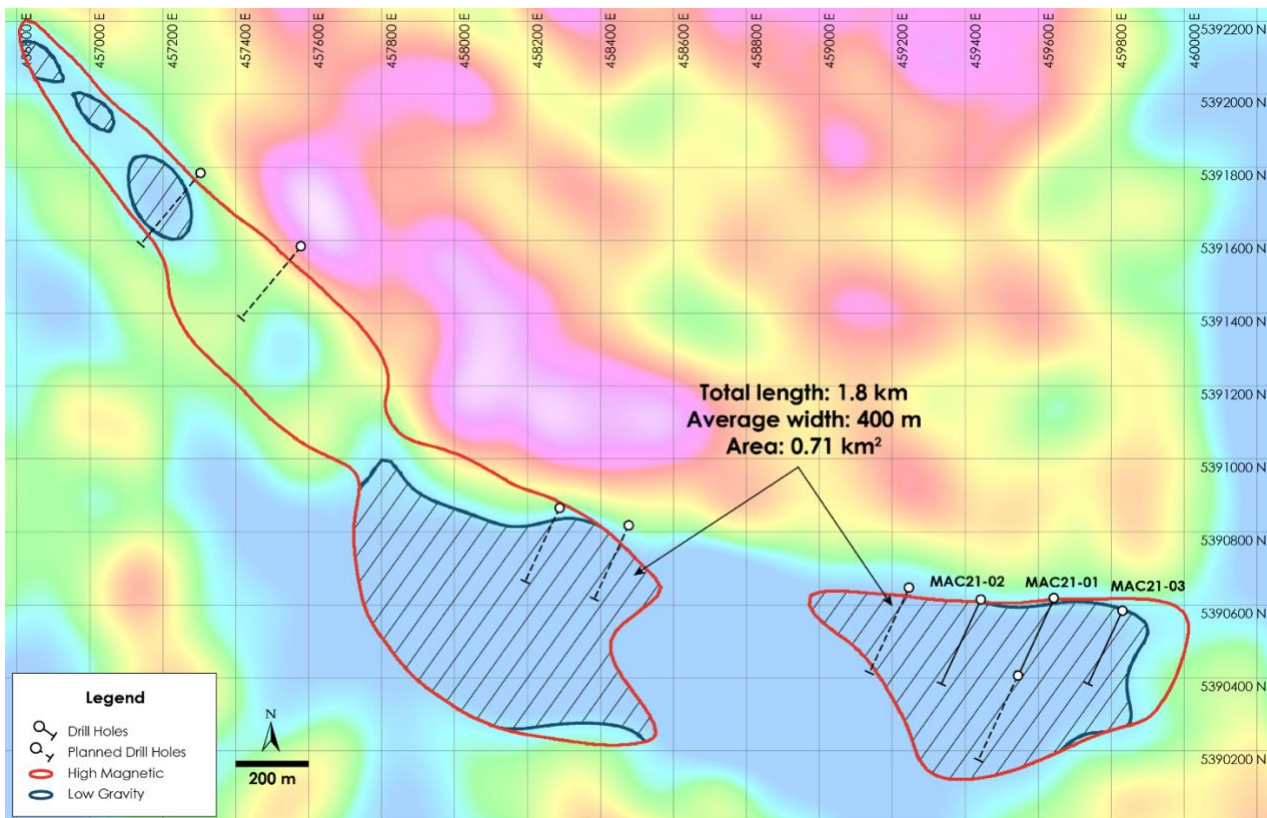 456800 E
457000 E
457200 E
457400 E
457600 E
457800 E
458000 E
458200 E
458400 E
458600 E
458800 E
459000 E
459200 E
459400 E
459600 E
459800 E
460000 E
5392200 N
5392000 N
5391800 N
5391600 N
5391400 N
5391200 N
5391000 N
5390800 N
5390600 N
5390400 N
5390200 N
Total length: 1.8 km
Average width: 400 m
Area: 0.71 km²
MAC21-02
MAC21-01
MAC21-03
Legend
Drill Holes
Planned Drill Holes
High Magnetic
Low Gravity
N
200 m